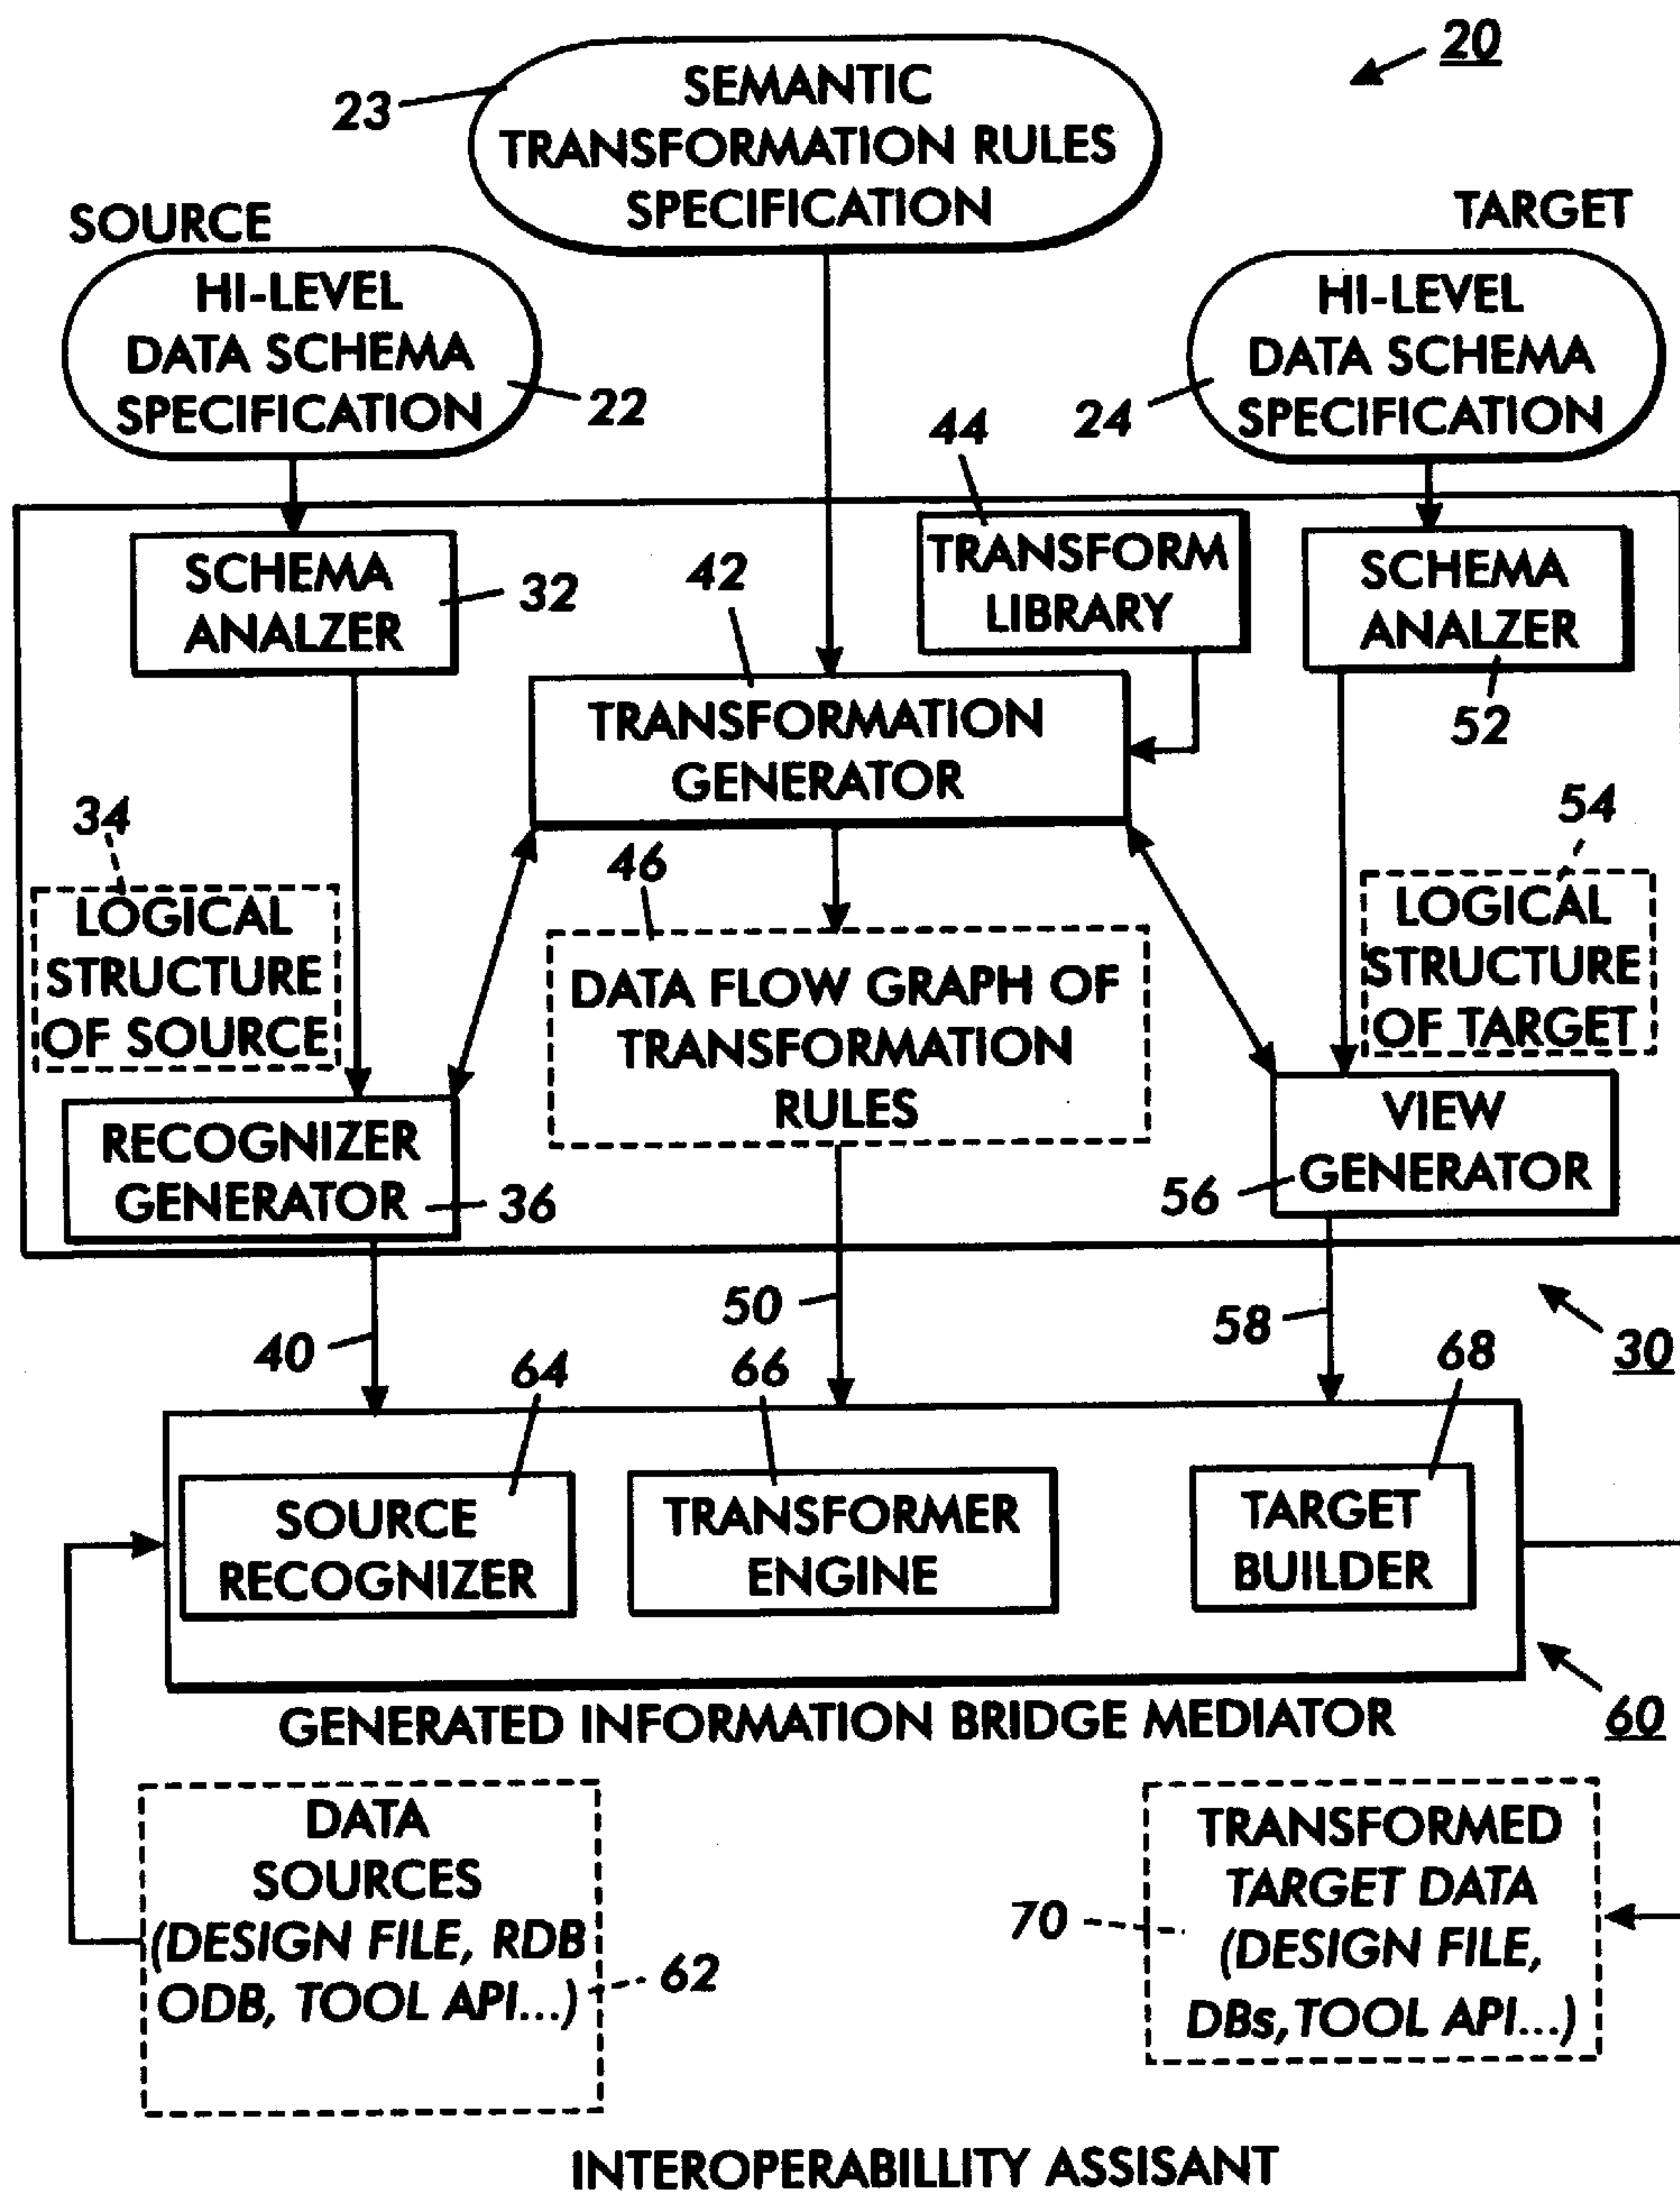 20
23
SEMANTIC
TRANSFORMATION RULES
SPECIFICATION
SOURCE
TARGET
HI-LEVEL
DATA SCHEMA
SPECIFICATION
22
HI-LEVEL
DATA SCHEMA
SPECIFICATION
24
44
TRANSFORM
LIBRARY
SCHEMA
ANALZER
32
42
SCHEMA
ANALZER
52
TRANSFORMATION
GENERATOR
34
LOGICAL
STRUCTURE
OF SOURCE
46
DATA FLOW GRAPH OF
TRANSFORMATION
RULES
54
LOGICAL
STRUCTURE
OF TARGET
RECOGNIZER
GENERATOR
36
VIEW
GENERATOR
56
40
50
58
30
64
66
68
SOURCE
RECOGNIZER
TRANSFORMER
ENGINE
TARGET
BUILDER
GENERATED INFORMATION BRIDGE MEDIATOR
60
DATA
SOURCES
(DESIGN FILE, RDB
ODB, TOOL API...)
62
70
TRANSFORMED
TARGET DATA
(DESIGN FILE,
DBs, TOOL API...)
INTEROPERABILLITY ASSISANT